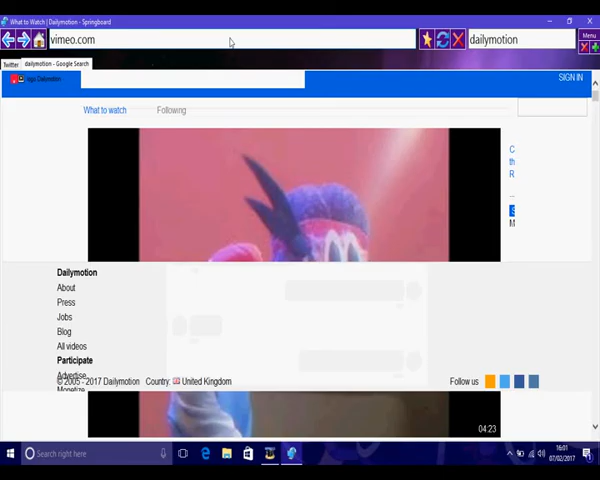 What to Watch | Dailymotion - Springboard
vimeo.com
dailymotion
Menu
Twitter
dailymotion - Google Search
SIGN IN
What to watch
Following
C
th
R
M
Dailymotion
About
Press
Jobs
Blog
All videos
Participate
Advertise
Monetize
© 2005 - 2017 Dailymotion Country: United Kingdom
Follow us
04:23
Search right here
16:01
07/02/2017